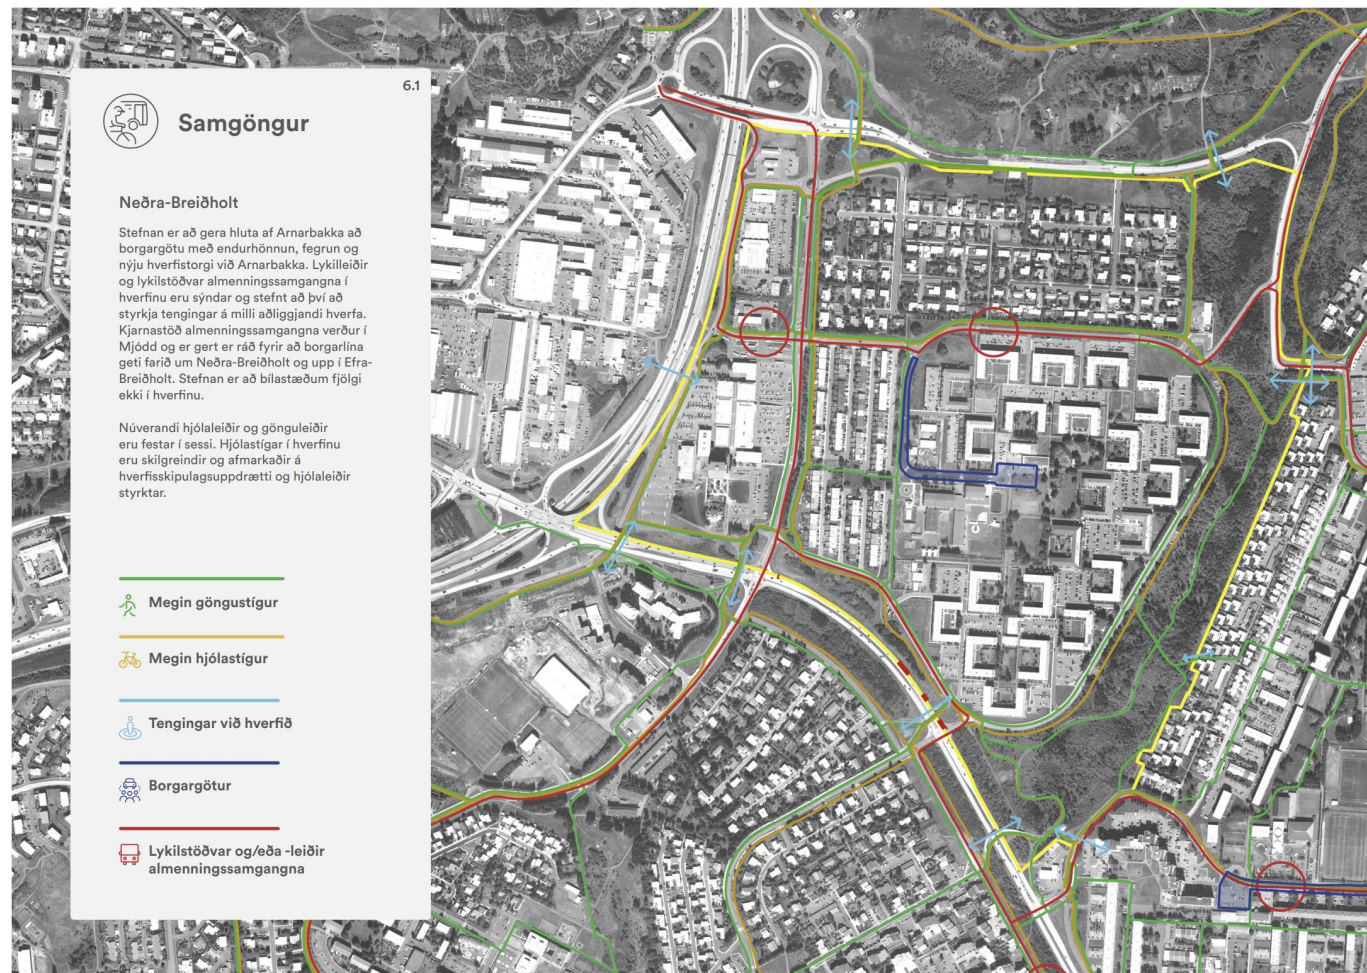 6.1
Samgöngur
Neðra-Breiðholt
Stefnan er að gera hluta af Arnarbakka að
borgargötu með endurhönnun, fegrun og
nýju hverfistorgi við Arnarbakka. Lykilleiðir
og lykilstöðvar almenningssamgangna í
hverfinu eru sýndar og stefnt að því að
styrkja tengingar á milli aðliggjandi hverfa.
Kjarnastöð almenningssamgangna verður í
Mjódd og er gert er ráð fyrir að borgarlína
geti farið um Neðra-Breiðholt og upp í Efra-
Breiðholt. Stefnan er að bílastæðum fjölgi
ekki í hverfinu.
Núverandi hjólaleiðir og gönguleiðir
eru festar í sessi. Hjólastígar í hverfinu
eru skilgreindir og afmarkaðir á
hverfisskipulagsuppdrætti og hjólaleiðir
styrktar.
Megin göngustígur
Megin hjólastígur
Tengingar við hverfið
Borgargötur
Lykilstöðvar og/eða -leiðir
almenningssamgangna